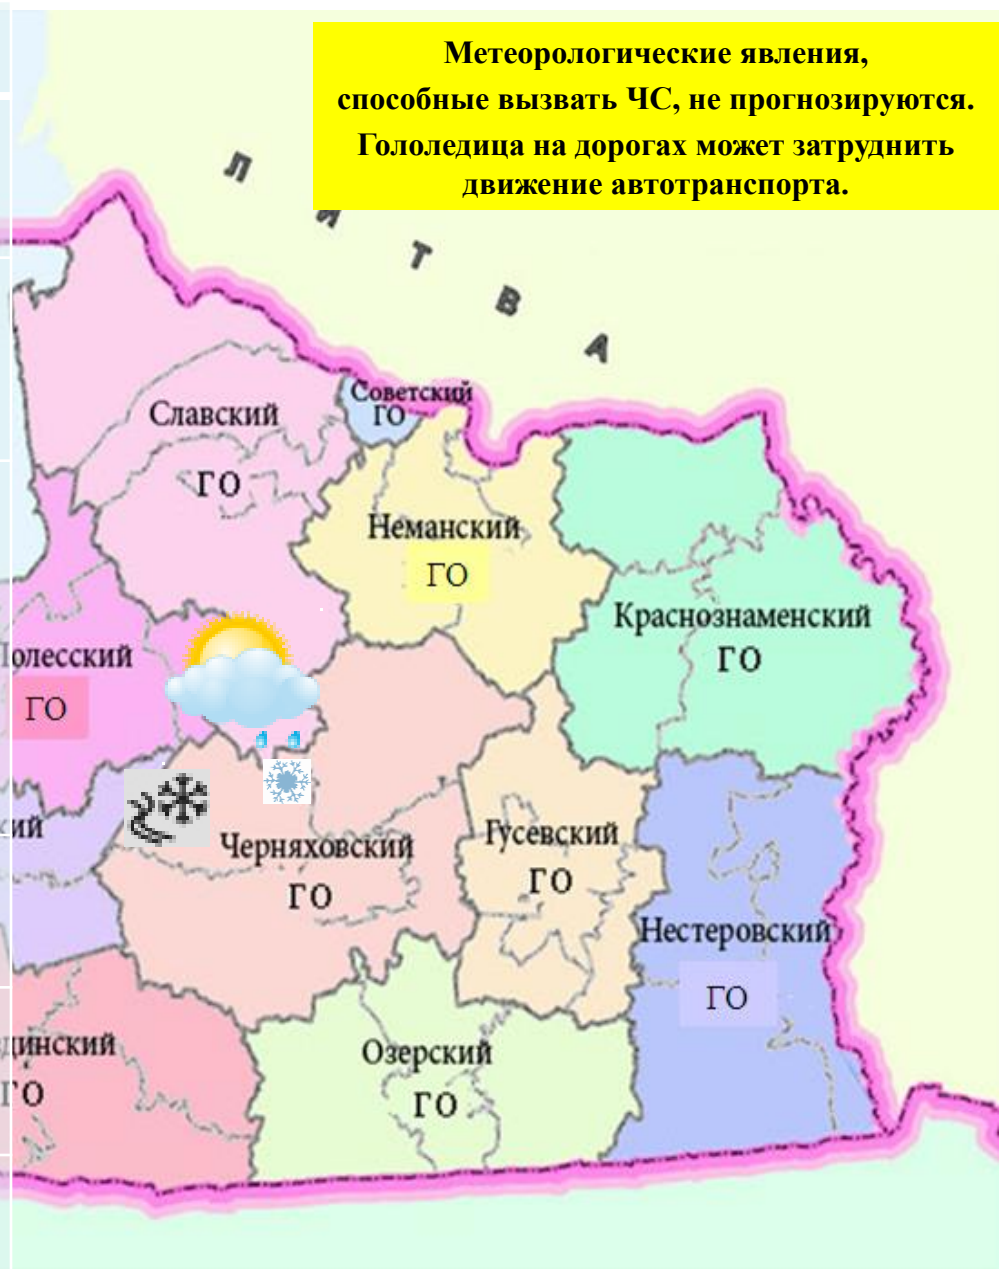 Метеорологические явления,
способные вызвать ЧС, не прогнозируются.
Гололедица на дорогах может затруднить
движение автотранспорта.
Л И Т В А
Советский
ГО
Славский
ГО
Неманский
ГО
Краснознаменский
ГО
олесский
ГО
кий
Черняховский
ГО
Гусевский
ГО
Нестеровский
ГО
динский
ГО
Озерский
ГО